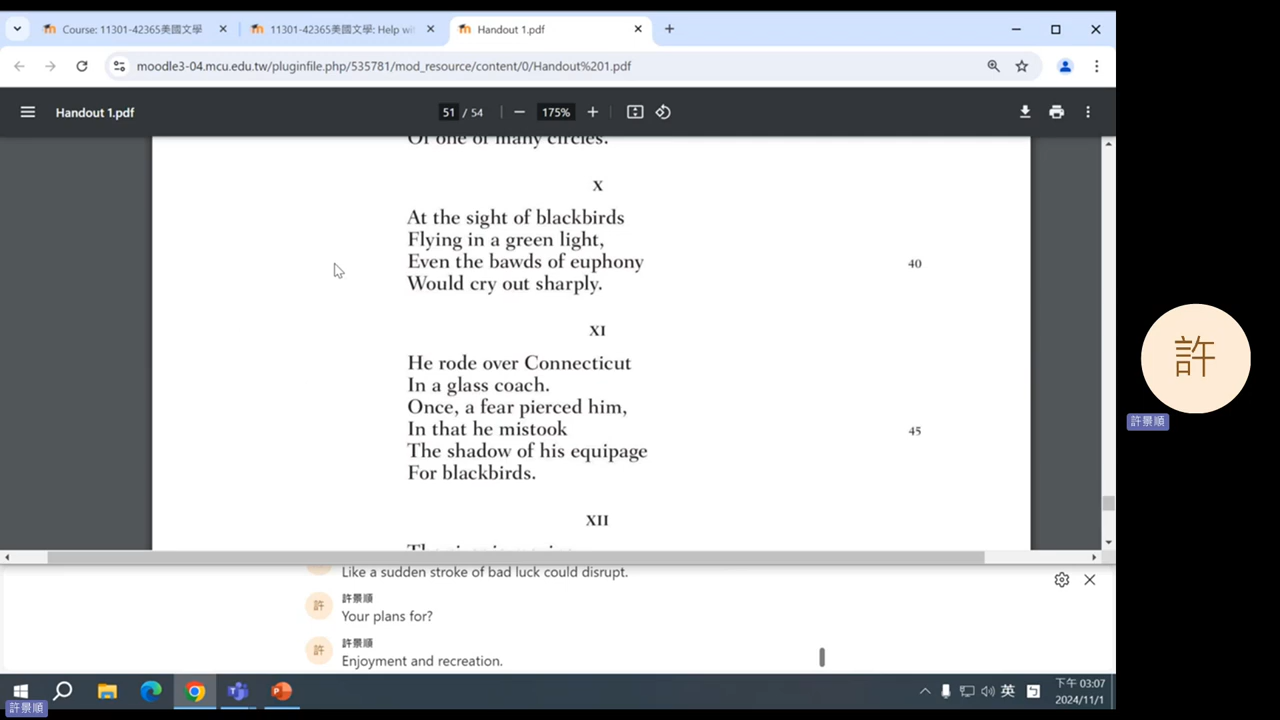 Course: 11301-42365美國文學
11301-42365美國文學: Help wi
Handout 1.pdf
moodle3-04.mcu.edu.tw/pluginfile.php/535781/mod_resource/content/0/Handout%201.pdf
Handout 1.pdf
51 / 54
175%
Of one of many circles.
X
At the sight of blackbirds
Flying in a green light,
Even the bawds of euphony
40
Would cry out sharply.
XI
He rode over Connecticut
In a glass coach.
Once, a fear pierced him,
In that he mistook
45
The shadow of his equipage
For blackbirds.
XII
許
許景順
Like a sudden stroke of bad luck could disrupt.
許
許景順
Your plans for?
許
許景順
Enjoyment and recreation.
英
下午 03:07
2024/11/1
許景順